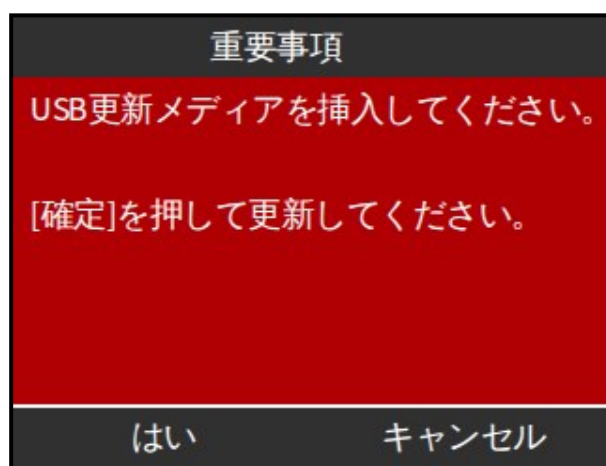 重要事項
USB更新メディアを挿入してください。
[確定]を押して更新してください。
はい
キャンセル